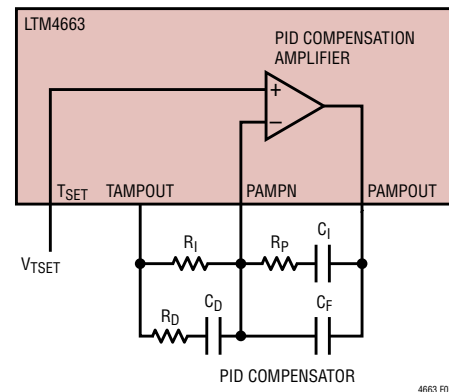 LTM4663
PID COMPENSATION
AMPLIFIER
+
−
TSET
TAMPOUT
PAMPN
PAMPOUT
VTSET
RI
RP
CI
RD
CD
CF
PID COMPENSATOR
4663 F0